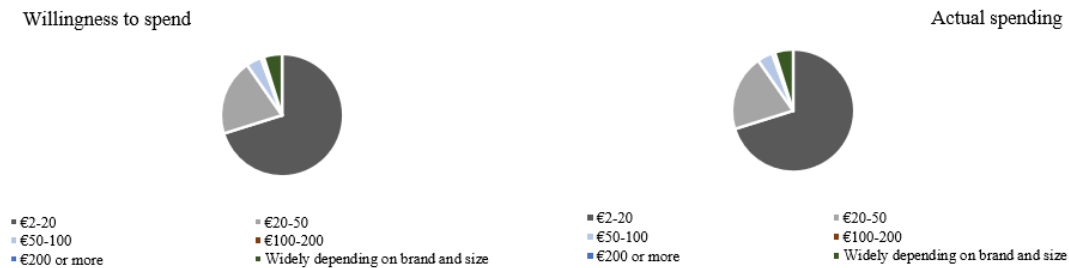 Willingness to spend
€2-20
€20-50
€50-100
€100-200
€200 or more
Widely depending on brand and size
Actual spending
€2-20
€20-50
€50-100
€100-200
€200 or more
Widely depending on brand and size